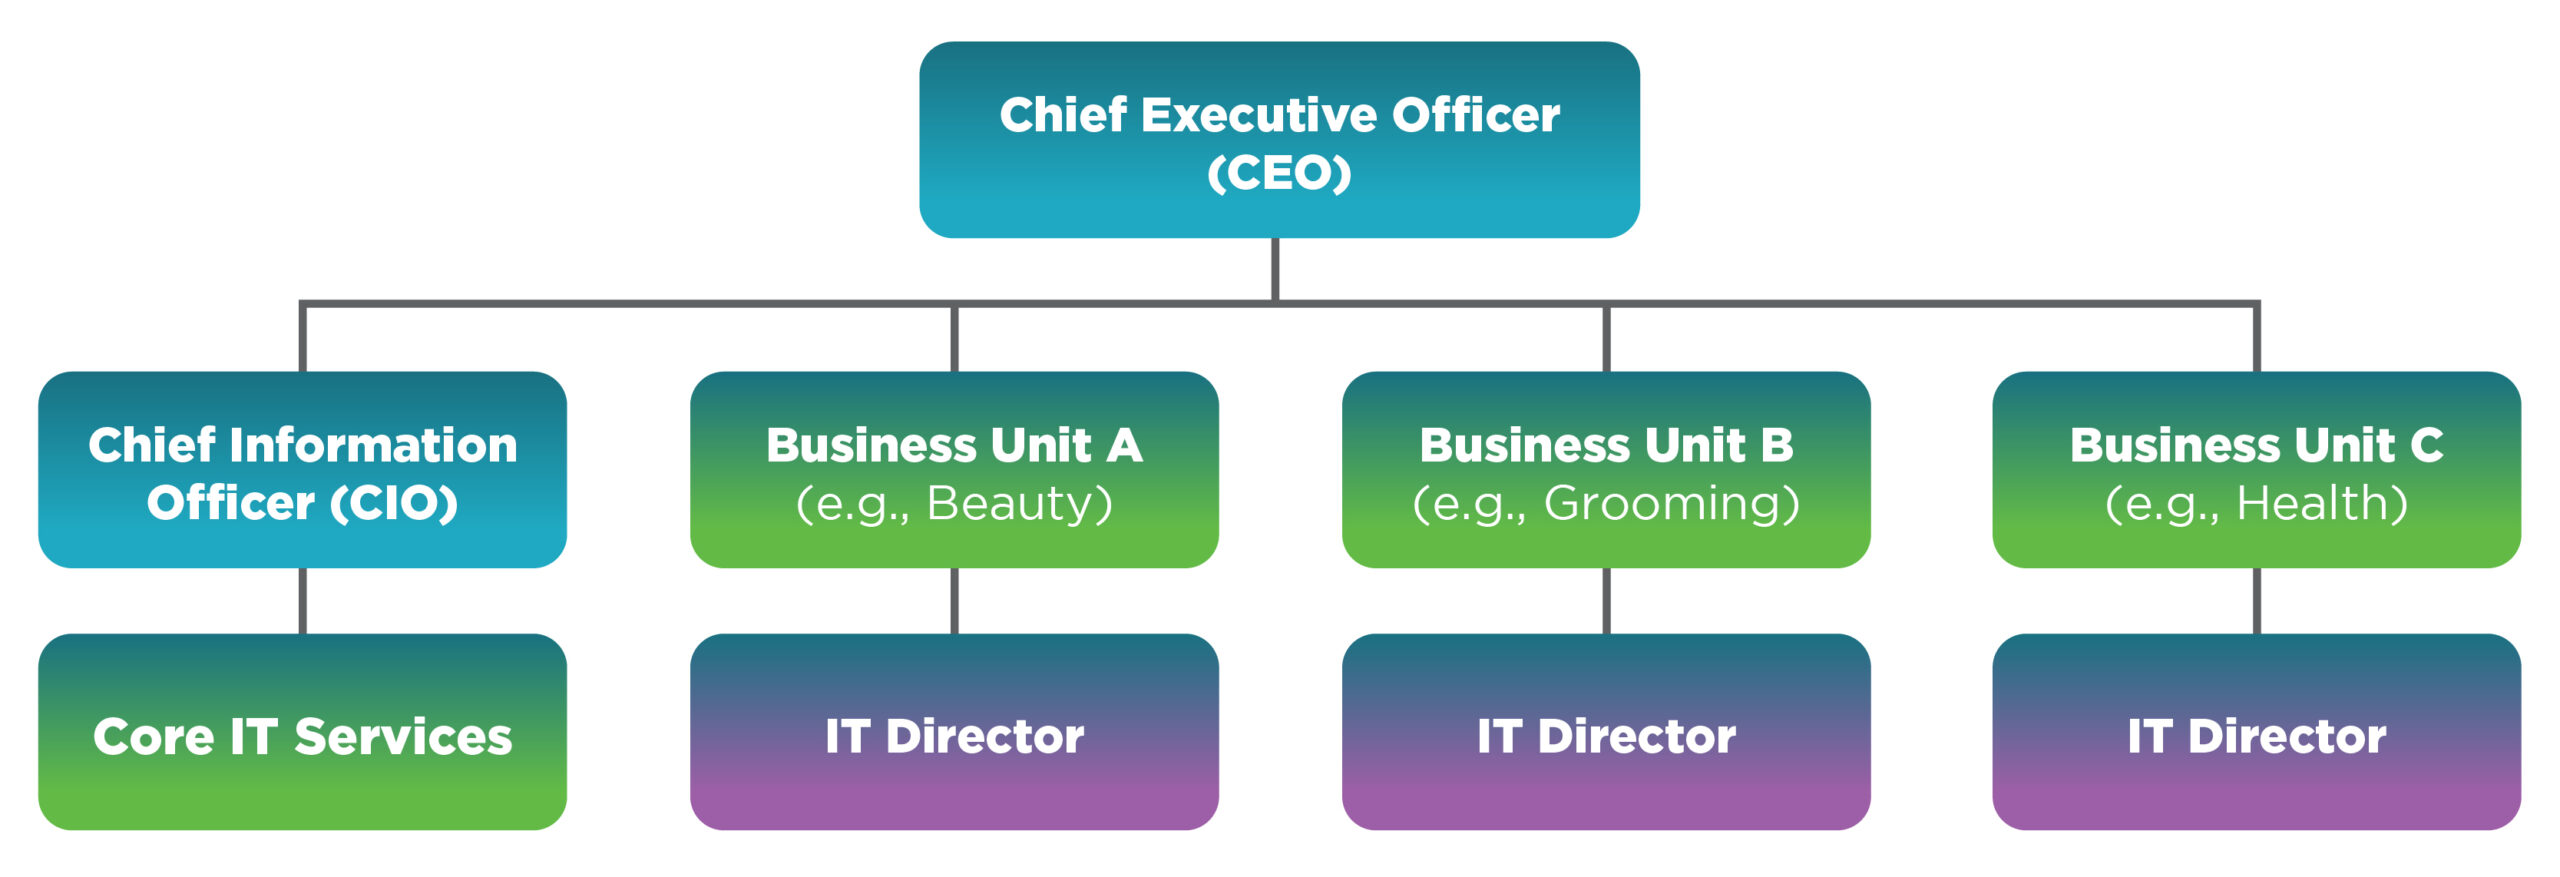 Chief Executive Officer
(CEO)
Chief Information
Officer (CIO)
Business Unit A
(e.g., Beauty)
Business Unit B
(e.g., Grooming)
Business Unit C
(e.g., Health)
Core IT Services
IT Director
IT Director
IT Director